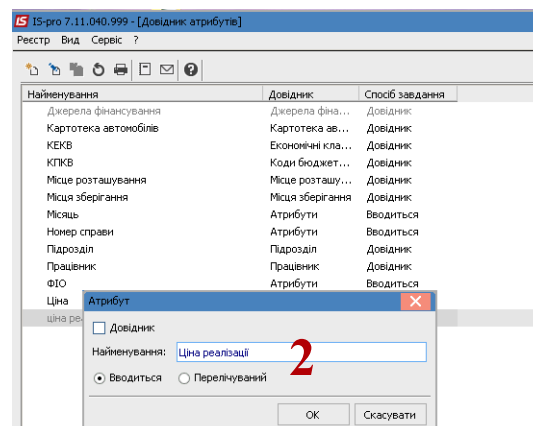 IS-pro 7.11.040.999 - [Довідник атрибутів]
Реєстр Вид Сервіс ?
Найменування Довідник Спосіб завдання
Джерела фінансування Джерела фіна... Довідник
Картотека автомобілів Картотека ав... Довідник
КЕКВ Економічні кла... Довідник
КПКВ Коди бюджет... Довідник
Місце розташування Місце розташу... Довідник
Місця зберігання Місця зберігання Довідник
Місяць Атрибути Вводиться
Номер справи Атрибути Вводиться
Підрозділ Підрозділ Довідник
Працівник Працівник Довідник
ФІО Атрибути Вводиться
Ціна
ціна ре
Атрибут
Довідник
Найменування: Ціна реалізації
2
Вводиться Перелічуваний
ОК Скасувати